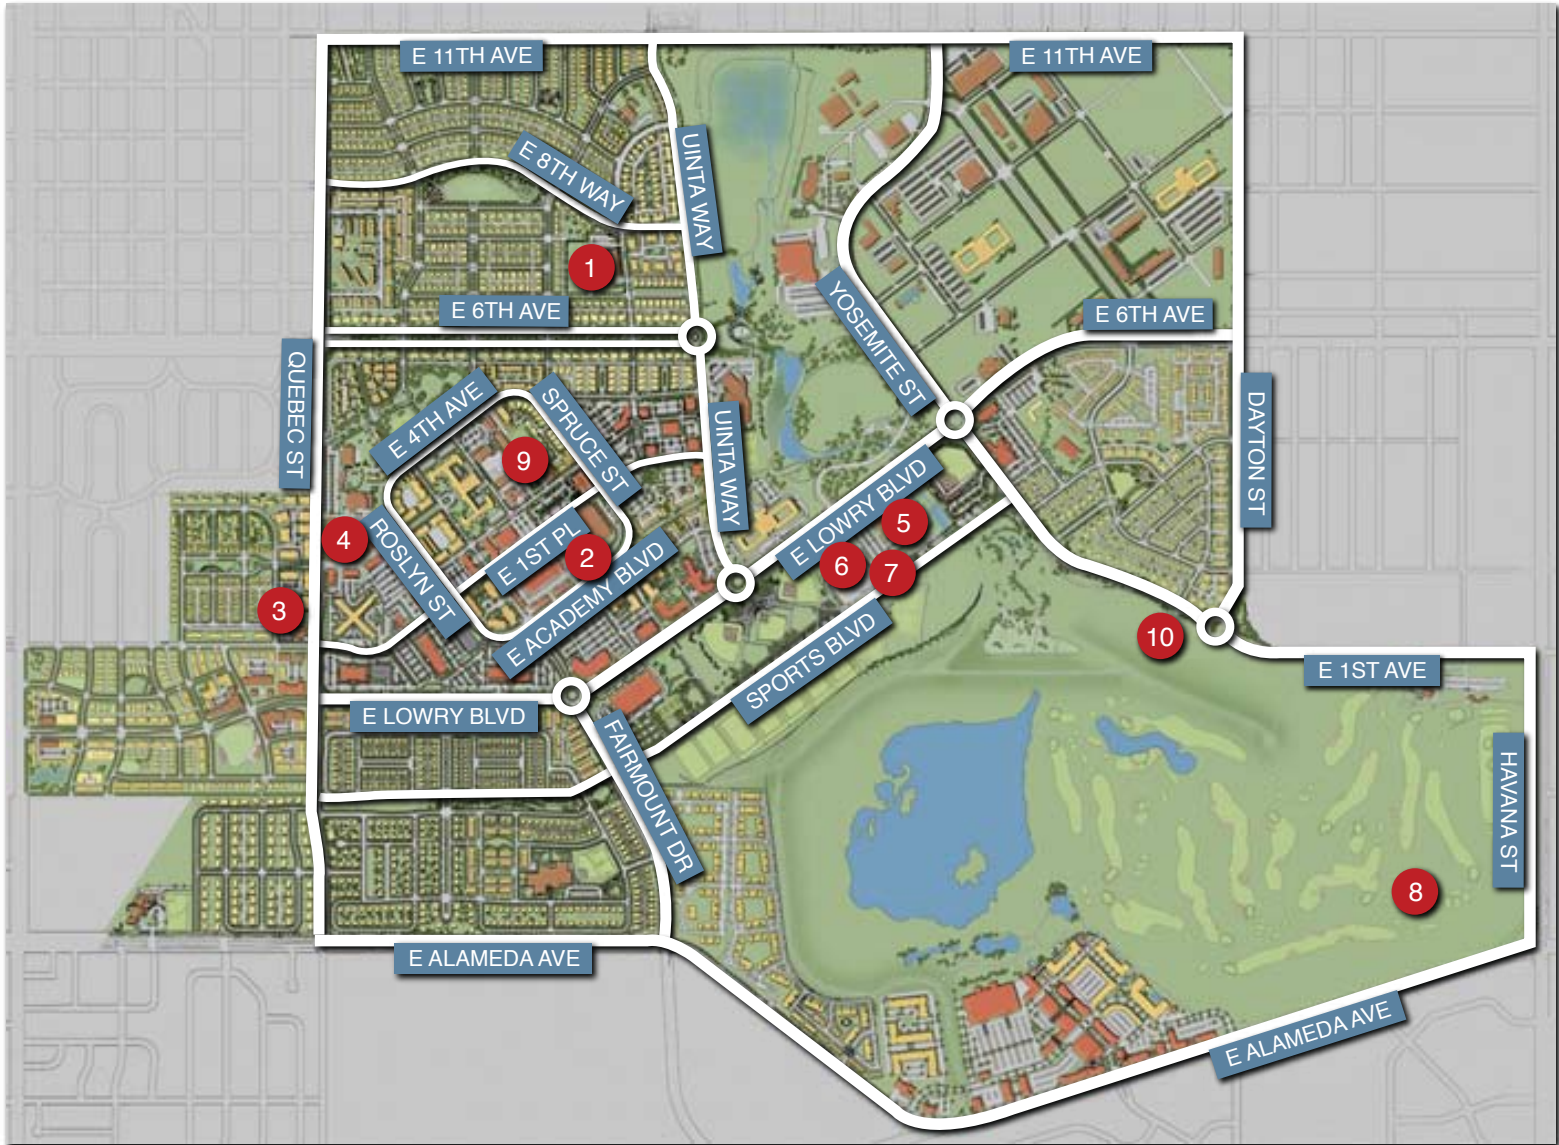 E 11TH AVE
E 11TH AVE
E 8TH WAY
UINTA WAY
1
E 6TH AVE
YOSEMITE ST
E 6TH AVE
QUEBEC ST
E 4TH AVE
SPRUCE ST
UINTA WAY
DAYTON ST
9
E LOWRY BLVD
5
4
ROSLYN ST
E 1ST PL
2
6
7
E ACADEMY BLVD
3
10
SPORTS BLVD
E 1ST AVE
E LOWRY BLVD
FAIRMOUNT DR
HAVANA ST
8
E ALAMEDA AVE
E ALAMEDA AVE